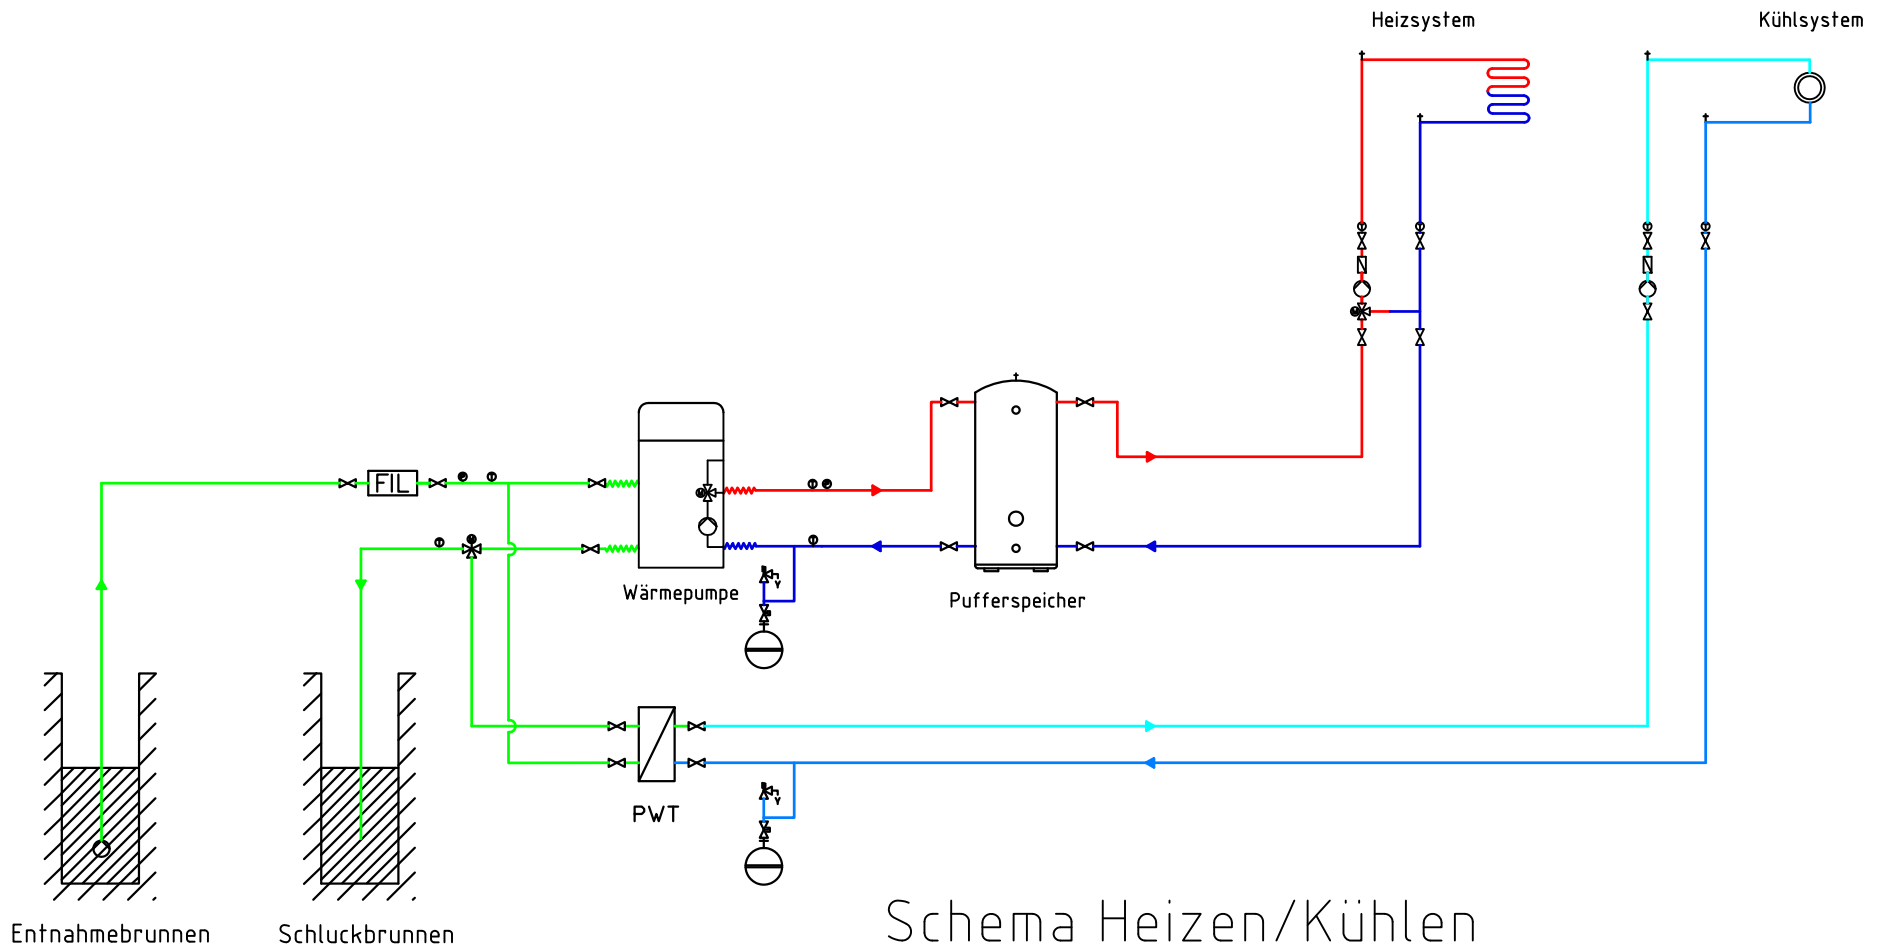 Heizsystem
Kühlsystem
FIL
Wärmepumpe
Pufferspeicher
PWT
Entnahmebrunnen
Schluckbrunnen
Schema Heizen/Kühlen